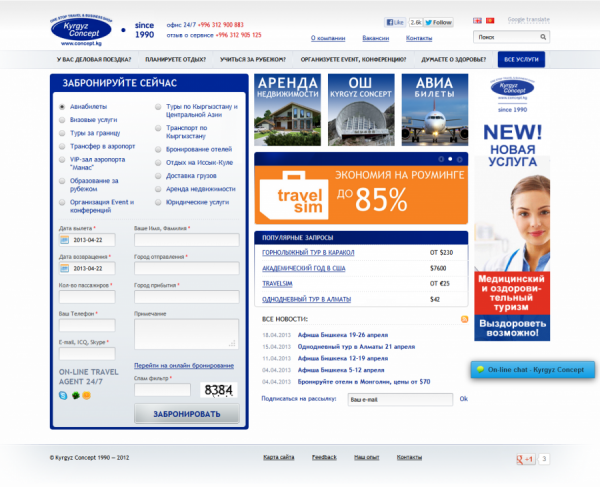 ONE STOP TRAVEL & BUSINESS SHOP
Kyrgyz
Concept
www.concept.kg
• since
1990
офис 24/7 +996 312 900 883
отзыв о сервисе +996 312 905 125
Like 2.6k Follow
Google-translate
О компании Вакансии Контакты
Поиск
У ВАС ДЕЛОВАЯ ПОЕЗДКА? ПЛАНИРУЕТЕ ОТДЫХ? УЧИТЬСЯ ЗА РУБЕЖОМ? ОРГАНИЗУЕТЕ EVENT, КОНФЕРЕНЦИЮ? ДУМАЕТЕ О ЗДОРОВЬЕ? ВСЕ УСЛУГИ
ЗАБРОНИРУЙТЕ СЕЙЧАС
Авиабилеты
Визовые услуги
Туры за границу
Трансфер в аэропорт
VIP-зал аэропорта
"Манас"
Образование за
рубежом
Организация Event и
конференций
Туры по Кыргызстану и
Центральной Азии
Транспорт по
Кыргызстану
Бронирование отелей
Отдых на Иссык-Куле
Доставка грузов
Аренда недвижимости
Юридические услуги
Дата вылета *
2013-04-22
Ваше Имя, Фамилия *
Дата возвращения *
2013-04-22
Город отправления *
Кол-во пассажиров *
Город прибытия *
Ваш Телефон *
Примечание
E-mail, ICQ, Skype *
Перейти на онлайн бронирование
ON-LINE TRAVEL
AGENT 24/7
Спам фильтр *
8384
ЗАБРОНИРОВАТЬ
АРЕНДА
НЕДВИЖИМОСТИ
ОШ
KYRGYZ CONCEPT
АВИА
БИЛЕТЫ
travel
sim
ЭКОНОМИЯ НА РОУМИНГЕ
ДО 85%
ПОПУЛЯРНЫЕ ЗАПРОСЫ
ГОРНОЛЫЖНЫЙ ТУР В КАРАКОЛ ОТ $230
АКАДЕМИЧЕСКИЙ ГОД В США $7600
TRAVELSIM ОТ €25
ОДНОДНЕВНЫЙ ТУР В АЛМАТЫ $42
ВСЕ НОВОСТИ:
18.04.2013 Афиша Бишкека 19-26 апреля
15.04.2013 Однодневный тур в Алматы 21 апреля
11.04.2013 Афиша Бишкека 12-19 апреля
04.04.2013 Афиша Бишкека 5-12 апреля
04.04.2013 Бронируйте отели в Монголии, цены от $70
Подписаться на рассылку: Ваш e-mail Ok
Kyrgyz
Concept
www.concept.kg
since 1990
NEW!
НОВАЯ
УСЛУГА
Медицинский
и оздорови-
тельный
туризм
Выздороветь
возможно!
On-line chat - Kyrgyz Concept
© Kyrgyz Concept 1990 — 2012
Карта сайта Feedback Наш опыт Контакты
+1 3